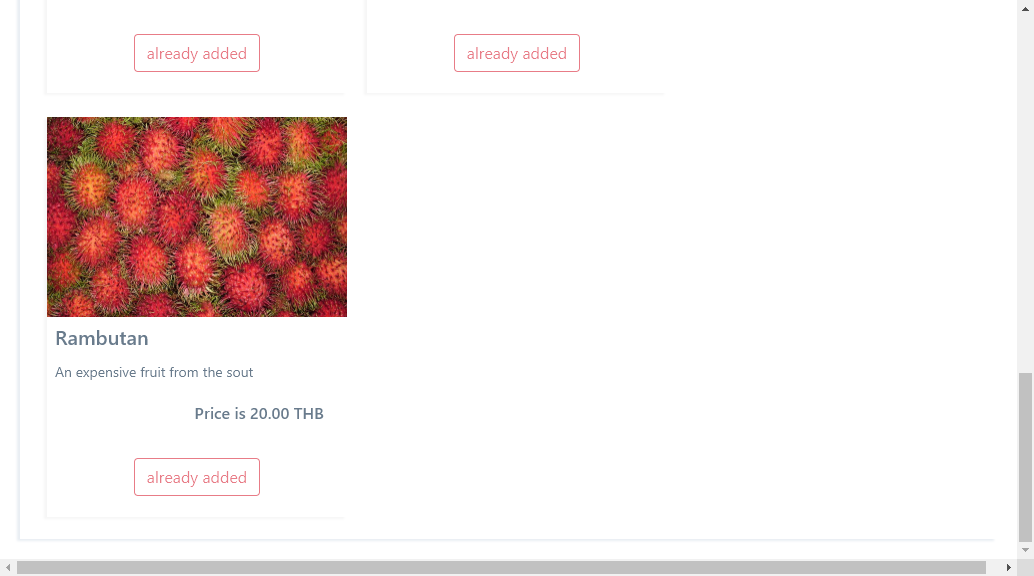 already added
already added
Rambutan
An expensive fruit from the sout
Price is 20.00 THB
already added